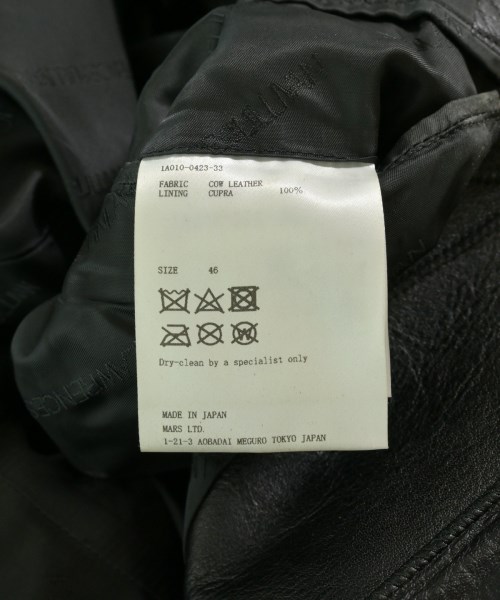 1A010-0423-33
FABRIC COW LEATHER
LINING CUPRA 100%
SIZE 46
W
Dry-clean by a specialist only
MADE IN JAPAN
MARS LTD.
1-21-3 AOBADAI MEGURO TOKYO JAPAN